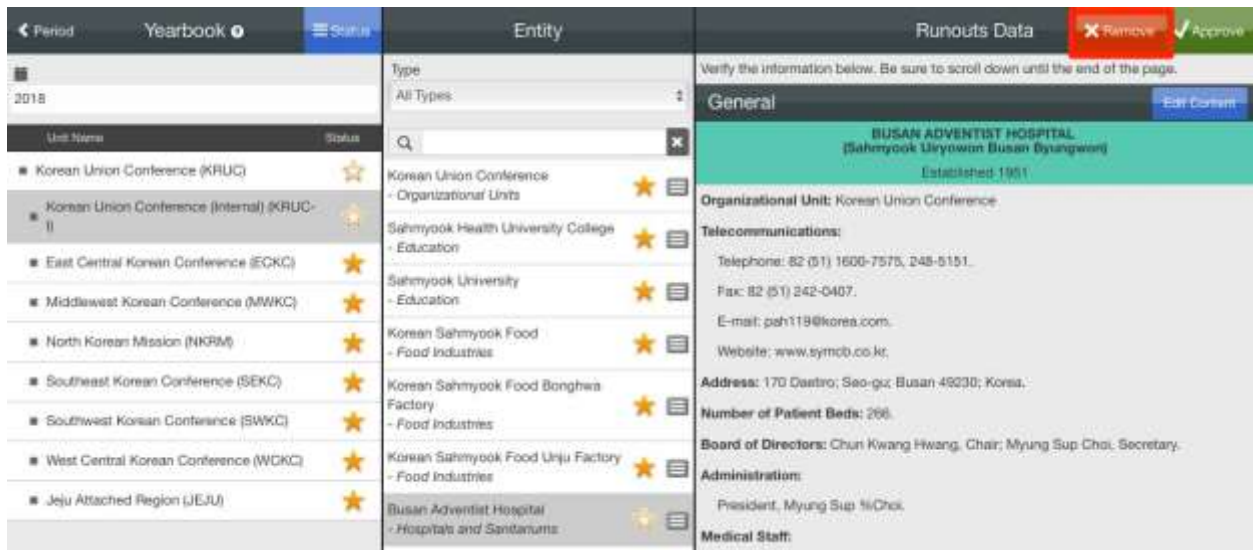 Period
Yearbook
Status
2018
Unit Name Status
Korean Union Conference (KRUC)
Korean Union Conference (Internal) (KRUC-
I)
East Central Korean Conference (ECKC)
Middlewest Korean Conference (MWKC)
North Korean Mission (NKRM)
Southeast Korean Conference (SEKC)
Southwest Korean Conference (SWKC)
West Central Korean Conference (WCKC)
Jeju Attached Region (JEJU)
Entity
Type
All Types
Korean Union Conference
- Organizational Units
Sahmyook Health University College
- Education
Sahmyook University
- Education
Korean Sahmyook Food
- Food Industries
Korean Sahmyook Food Bonghwa
Factory
- Food Industries
Korean Sahmyook Food Unju Factory
- Food Industries
Busan Adventist Hospital
- Hospitals and Sanitariums
Runouts Data
Remove
Approve
Verify the information below. Be sure to scroll down until the end of the page.
General
Edit Content
BUSAN ADVENTIST HOSPITAL
(Sahmyook Uiryowon Busan Byungwon)
Established 1951
Organizational Unit: Korean Union Conference
Telecommunications:
Telephone: 82 (51) 1600-7575, 248-5151.
Fax: 82 (51) 242-0407.
E-mail: pah119@korea.com.
Website: www.symcb.co.kr.
Address: 170 Daetiro; Seo-gu; Busan 49230; Korea.
Number of Patient Beds: 266.
Board of Directors: Chun Kwang Hwang, Chair; Myung Sup Choi, Secretary.
Administration:
President, Myung Sup %Choi.
Medical Staff: